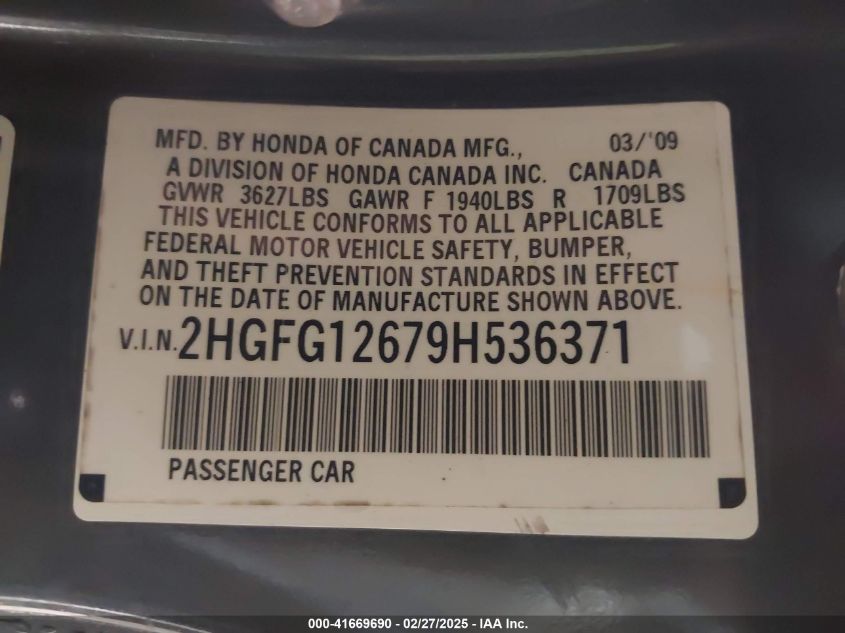 MFD. BY HONDA OF CANADA MFG., 03/'09
A DIVISION OF HONDA CANADA INC. CANADA
GVWR 3627LBS GAWR F 1940LBS R 1709LBS
THIS VEHICLE CONFORMS TO ALL APPLICABLE
FEDERAL MOTOR VEHICLE SAFETY, BUMPER,
AND THEFT PREVENTION STANDARDS IN EFFECT
ON THE DATE OF MANUFACTURE SHOWN ABOVE.
V.I.N.2HGFG12679H536371
PASSENGER CAR
000-41669690 - 02/27/2025 - IAA Inc.